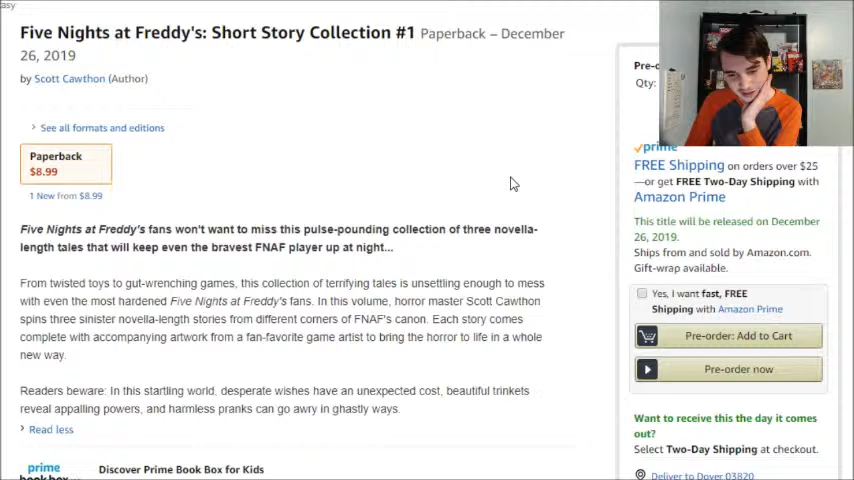 asy
Five Nights at Freddy's: Short Story Collection #1 Paperback – December
26, 2019
by Scott Cawthon (Author)
See all formats and editions
Paperback
$8.99
1 New from $8.99
Five Nights at Freddy's fans won't want to miss this pulse-pounding collection of three novella-
length tales that will keep even the bravest FNAF player up at night...
From twisted toys to gut-wrenching games, this collection of terrifying tales is unsettling enough to mess
with even the most hardened Five Nights at Freddy's fans. In this volume, horror master Scott Cawthon
spins three sinister novella-length stories from different corners of FNAF's canon. Each story comes
complete with accompanying artwork from a fan-favorite game artist to bring the horror to life in a whole
new way.
Readers beware: In this startling world, desperate wishes have an unexpected cost, beautiful trinkets
reveal appalling powers, and harmless pranks can go awry in ghastly ways.
Read less
prime
book box
Discover Prime Book Box for Kids
Pre-o
Qty:
prime
FREE Shipping on orders over $25
—or get FREE Two-Day Shipping with
Amazon Prime
This title will be released on December
26, 2019.
Ships from and sold by Amazon.com.
Gift-wrap available.
Yes, I want fast, FREE
Shipping with Amazon Prime
Pre-order: Add to Cart
Pre-order now
Want to receive this the day it comes
out?
Select Two-Day Shipping at checkout.
Deliver to Dover 03820